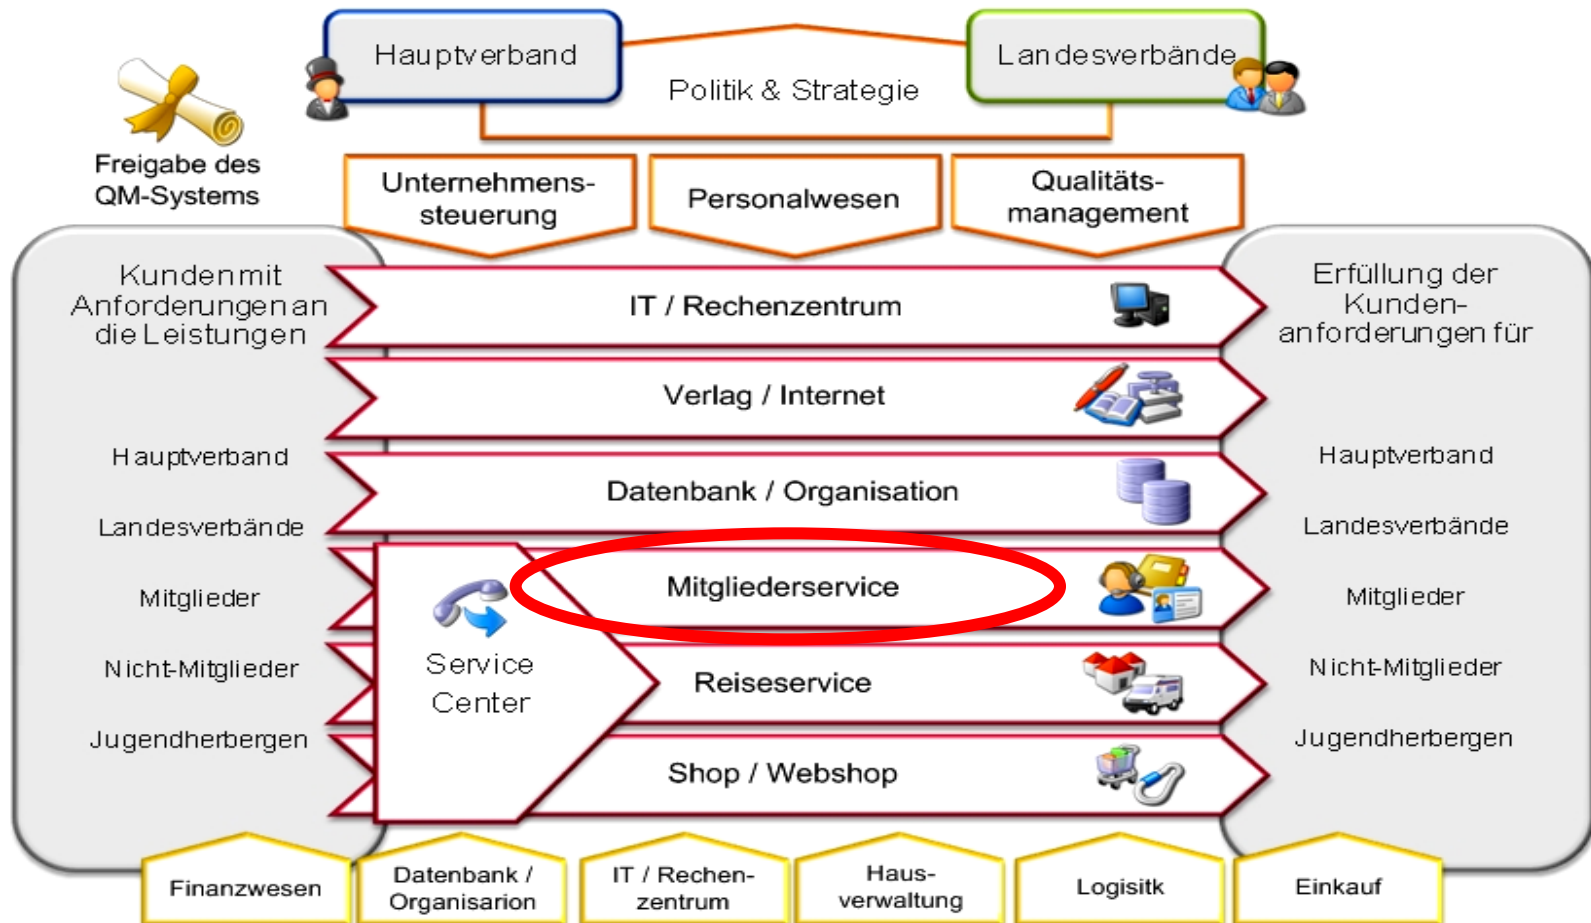 Hauptverband
Landesverbände
Politik & Strategie
Freigabe des
QM-Systems
Unternehmens-
steuerung
Personalwesen
Qualitäts-
management
Kunden mit
Anforderungen an
die Leistungen
Hauptverband
Landesverbände
Mitglieder
Nicht-Mitglieder
Jugendherbergen
IT / Rechenzentrum
Verlag / Internet
Datenbank / Organisation
Mitgliederservice
Service
Center
Reiseservice
Shop / Webshop
Erfüllung der
Kunden-
anforderungen für
Hauptverband
Landesverbände
Mitglieder
Nicht-Mitglieder
Jugendherbergen
Finanzwesen
Datenbank /
Organisarion
IT / Rechen-
zentrum
Haus-
verwaltung
Logisitk
Einkauf